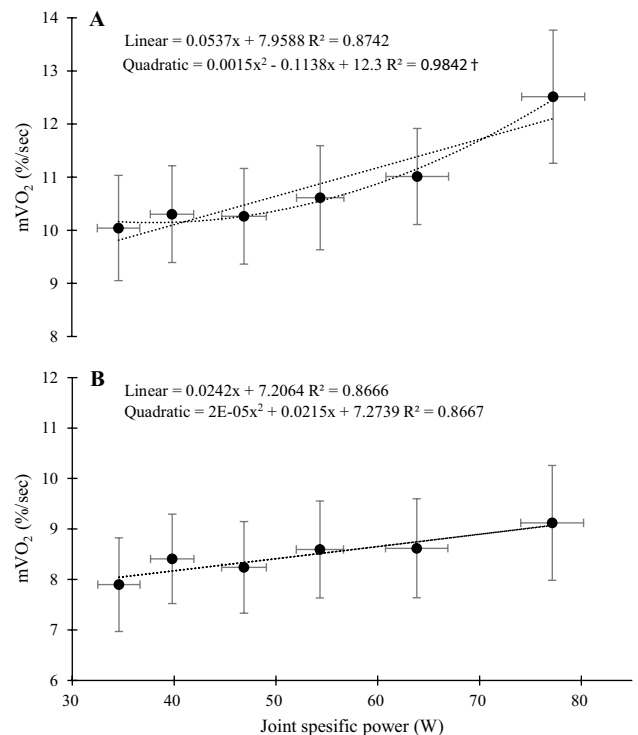 A
Linear = 0.0537x + 7.9588 R² = 0.8742
Quadratic = 0.0015x² - 0.1138x + 12.3 R² = 0.9842 †
14
13
12
11
10
9
8
mVO₂ (%/sec)
B
Linear = 0.0242x + 7.2064 R² = 0.8666
Quadratic = 2E-05x² + 0.0215x + 7.2739 R² = 0.8667
12
11
10
9
8
7
6
mVO₂ (%/sec)
30 40 50 60 70 80
Joint spesific power (W)